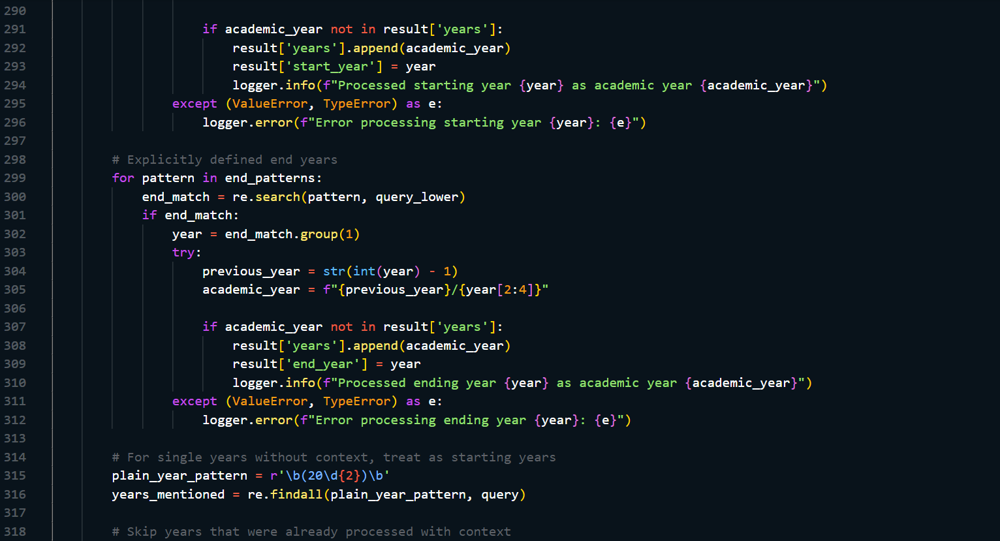 290
291 if academic_year not in result['years']:
292 result['years'].append(academic_year)
293 result['start_year'] = year
294 logger.info(f"Processed starting year {year} as academic year {academic_year}")
295 except (ValueError, TypeError) as e:
296 logger.error(f"Error processing starting year {year}: {e}")
297
298 # Explicitly defined end years
299 for pattern in end_patterns:
300 end_match = re.search(pattern, query_lower)
301 if end_match:
302 year = end_match.group(1)
303 try:
304 previous_year = str(int(year) - 1)
305 academic_year = f"{previous_year}/{year[2:4]}"
306
307 if academic_year not in result['years']:
308 result['years'].append(academic_year)
309 result['end_year'] = year
310 logger.info(f"Processed ending year {year} as academic year {academic_year}")
311 except (ValueError, TypeError) as e:
312 logger.error(f"Error processing ending year {year}: {e}")
313
314 # For single years without context, treat as starting years
315 plain_year_pattern = r'\b(20\d{2})\b'
316 years_mentioned = re.findall(plain_year_pattern, query)
317
318 # Skip years that were already processed with context